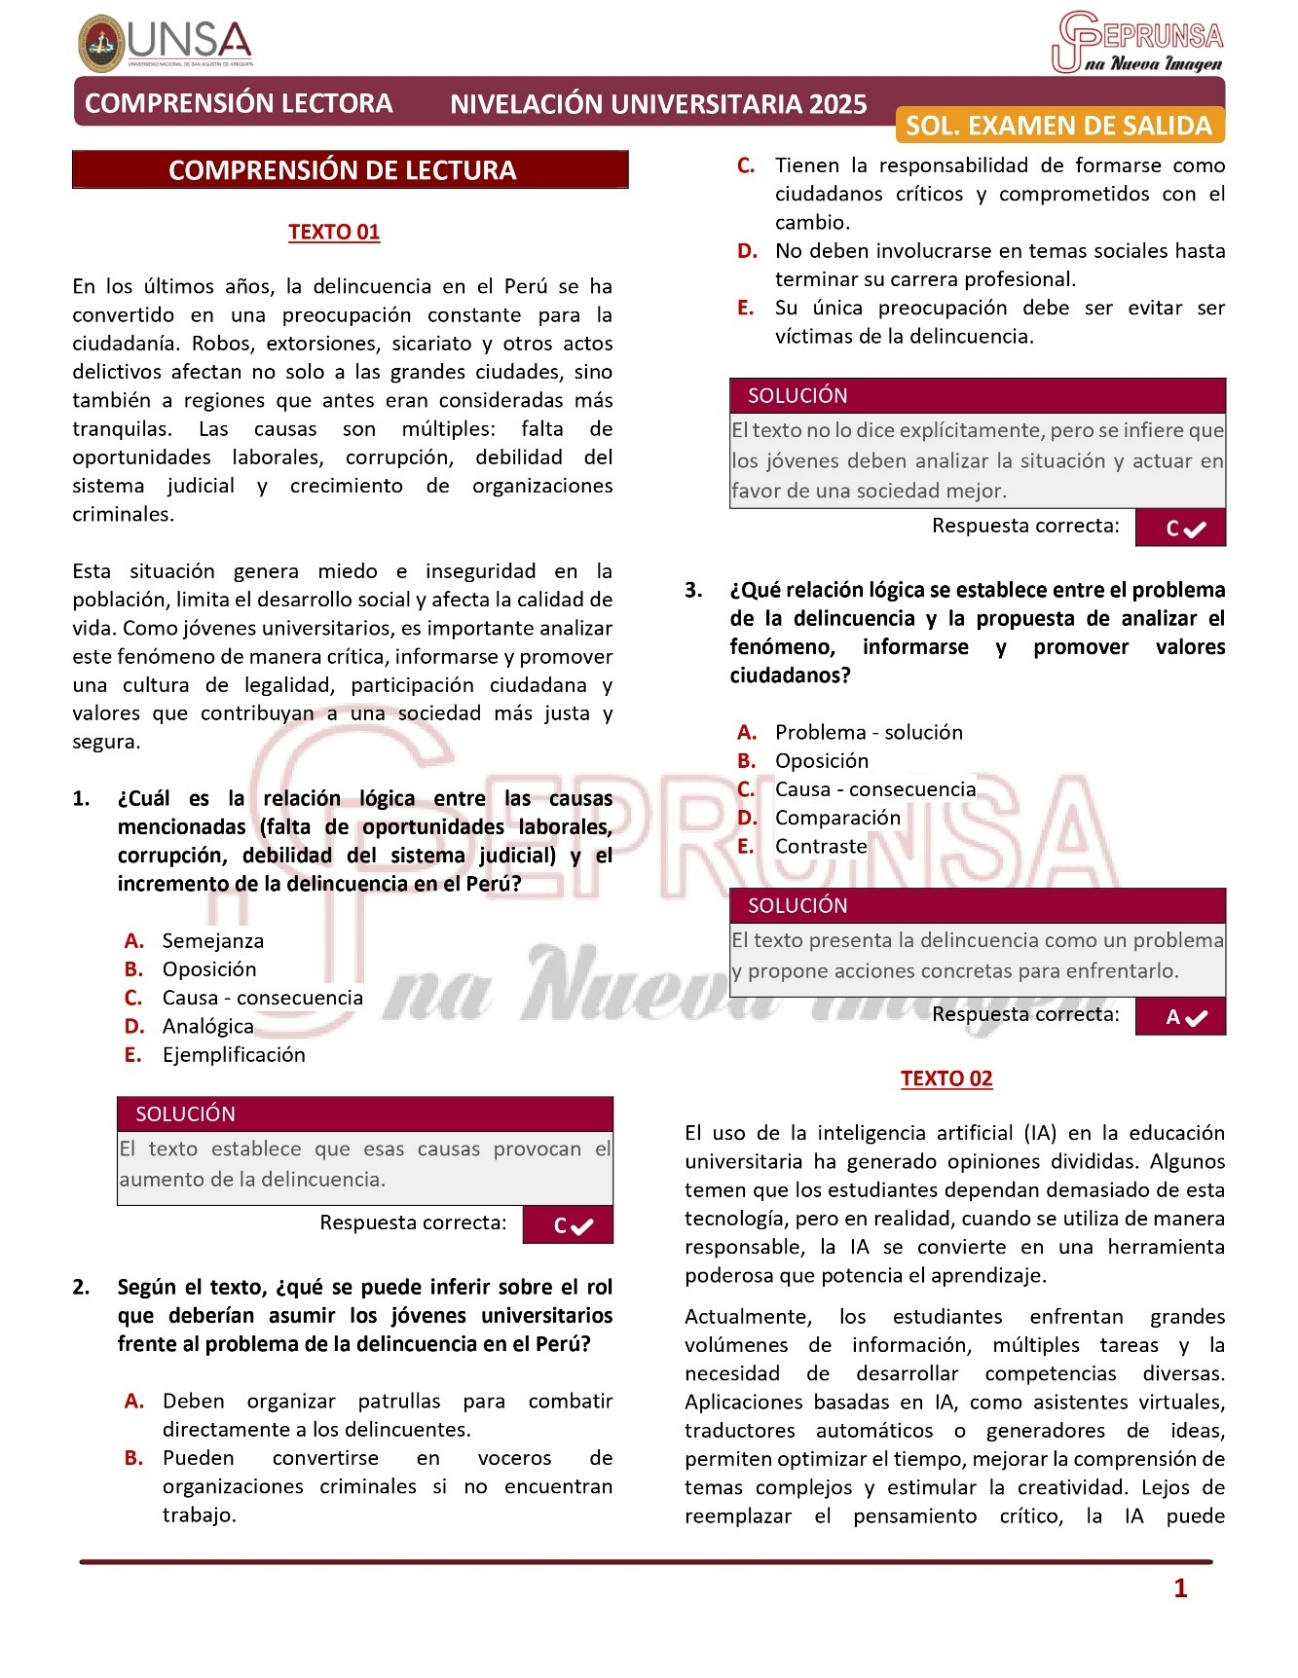 UNSA
UNIVERSIDAD NACIONAL DE SAN AGUSTÍN DE AREQUIPA
CEPRUNSA
Una Nueva Imagen
COMPRENSIÓN LECTORA NIVELACIÓN UNIVERSITARIA 2025
SOL. EXAMEN DE SALIDA
COMPRENSIÓN DE LECTURA
TEXTO 01
En los últimos años, la delincuencia en el Perú se ha
convertido en una preocupación constante para la
ciudadanía. Robos, extorsiones, sicariato y otros actos
delictivos afectan no solo a las grandes ciudades, sino
también a regiones que antes eran consideradas más
tranquilas. Las causas son múltiples: falta de
oportunidades laborales, corrupción, debilidad del
sistema judicial y crecimiento de organizaciones
criminales.
Esta situación genera miedo e inseguridad en la
población, limita el desarrollo social y afecta la calidad de
vida. Como jóvenes universitarios, es importante analizar
este fenómeno de manera crítica, informarse y promover
una cultura de legalidad, participación ciudadana y
valores que contribuyan a una sociedad más justa y
segura.
1. ¿Cuál es la relación lógica entre las causas
mencionadas (falta de oportunidades laborales,
corrupción, debilidad del sistema judicial) y el
incremento de la delincuencia en el Perú?
A. Semejanza
B. Oposición
C. Causa - consecuencia
D. Analógica
E. Ejemplificación
SOLUCIÓN
El texto establece que esas causas provocan el
aumento de la delincuencia.
Respuesta correcta: C✓
2. Según el texto, ¿qué se puede inferir sobre el rol
que deberían asumir los jóvenes universitarios
frente al problema de la delincuencia en el Perú?
A. Deben organizar patrullas para combatir
directamente a los delincuentes.
B. Pueden convertirse en voceros de
organizaciones criminales si no encuentran
trabajo.
C. Tienen la responsabilidad de formarse como
ciudadanos críticos y comprometidos con el
cambio.
D. No deben involucrarse en temas sociales hasta
terminar su carrera profesional.
E. Su única preocupación debe ser evitar ser
víctimas de la delincuencia.
SOLUCIÓN
El texto no lo dice explícitamente, pero se infiere que
los jóvenes deben analizar la situación y actuar en
favor de una sociedad mejor.
Respuesta correcta: C✓
3. ¿Qué relación lógica se establece entre el problema
de la delincuencia y la propuesta de analizar el
fenómeno, informarse y promover valores
ciudadanos?
A. Problema - solución
B. Oposición
C. Causa - consecuencia
D. Comparación
E. Contraste
SOLUCIÓN
El texto presenta la delincuencia como un problema
y propone acciones concretas para enfrentarlo.
Respuesta correcta: A✓
TEXTO 02
El uso de la inteligencia artificial (IA) en la educación
universitaria ha generado opiniones divididas. Algunos
temen que los estudiantes dependan demasiado de esta
tecnología, pero en realidad, cuando se utiliza de manera
responsable, la IA se convierte en una herramienta
poderosa que potencia el aprendizaje.
Actualmente, los estudiantes enfrentan grandes
volúmenes de información, múltiples tareas y la
necesidad de desarrollar competencias diversas.
Aplicaciones basadas en IA, como asistentes virtuales,
traductores automáticos o generadores de ideas,
permiten optimizar el tiempo, mejorar la comprensión de
temas complejos y estimular la creatividad. Lejos de
reemplazar el pensamiento crítico, la IA puede
CEPRUNSA
Una Nueva Imagen
1